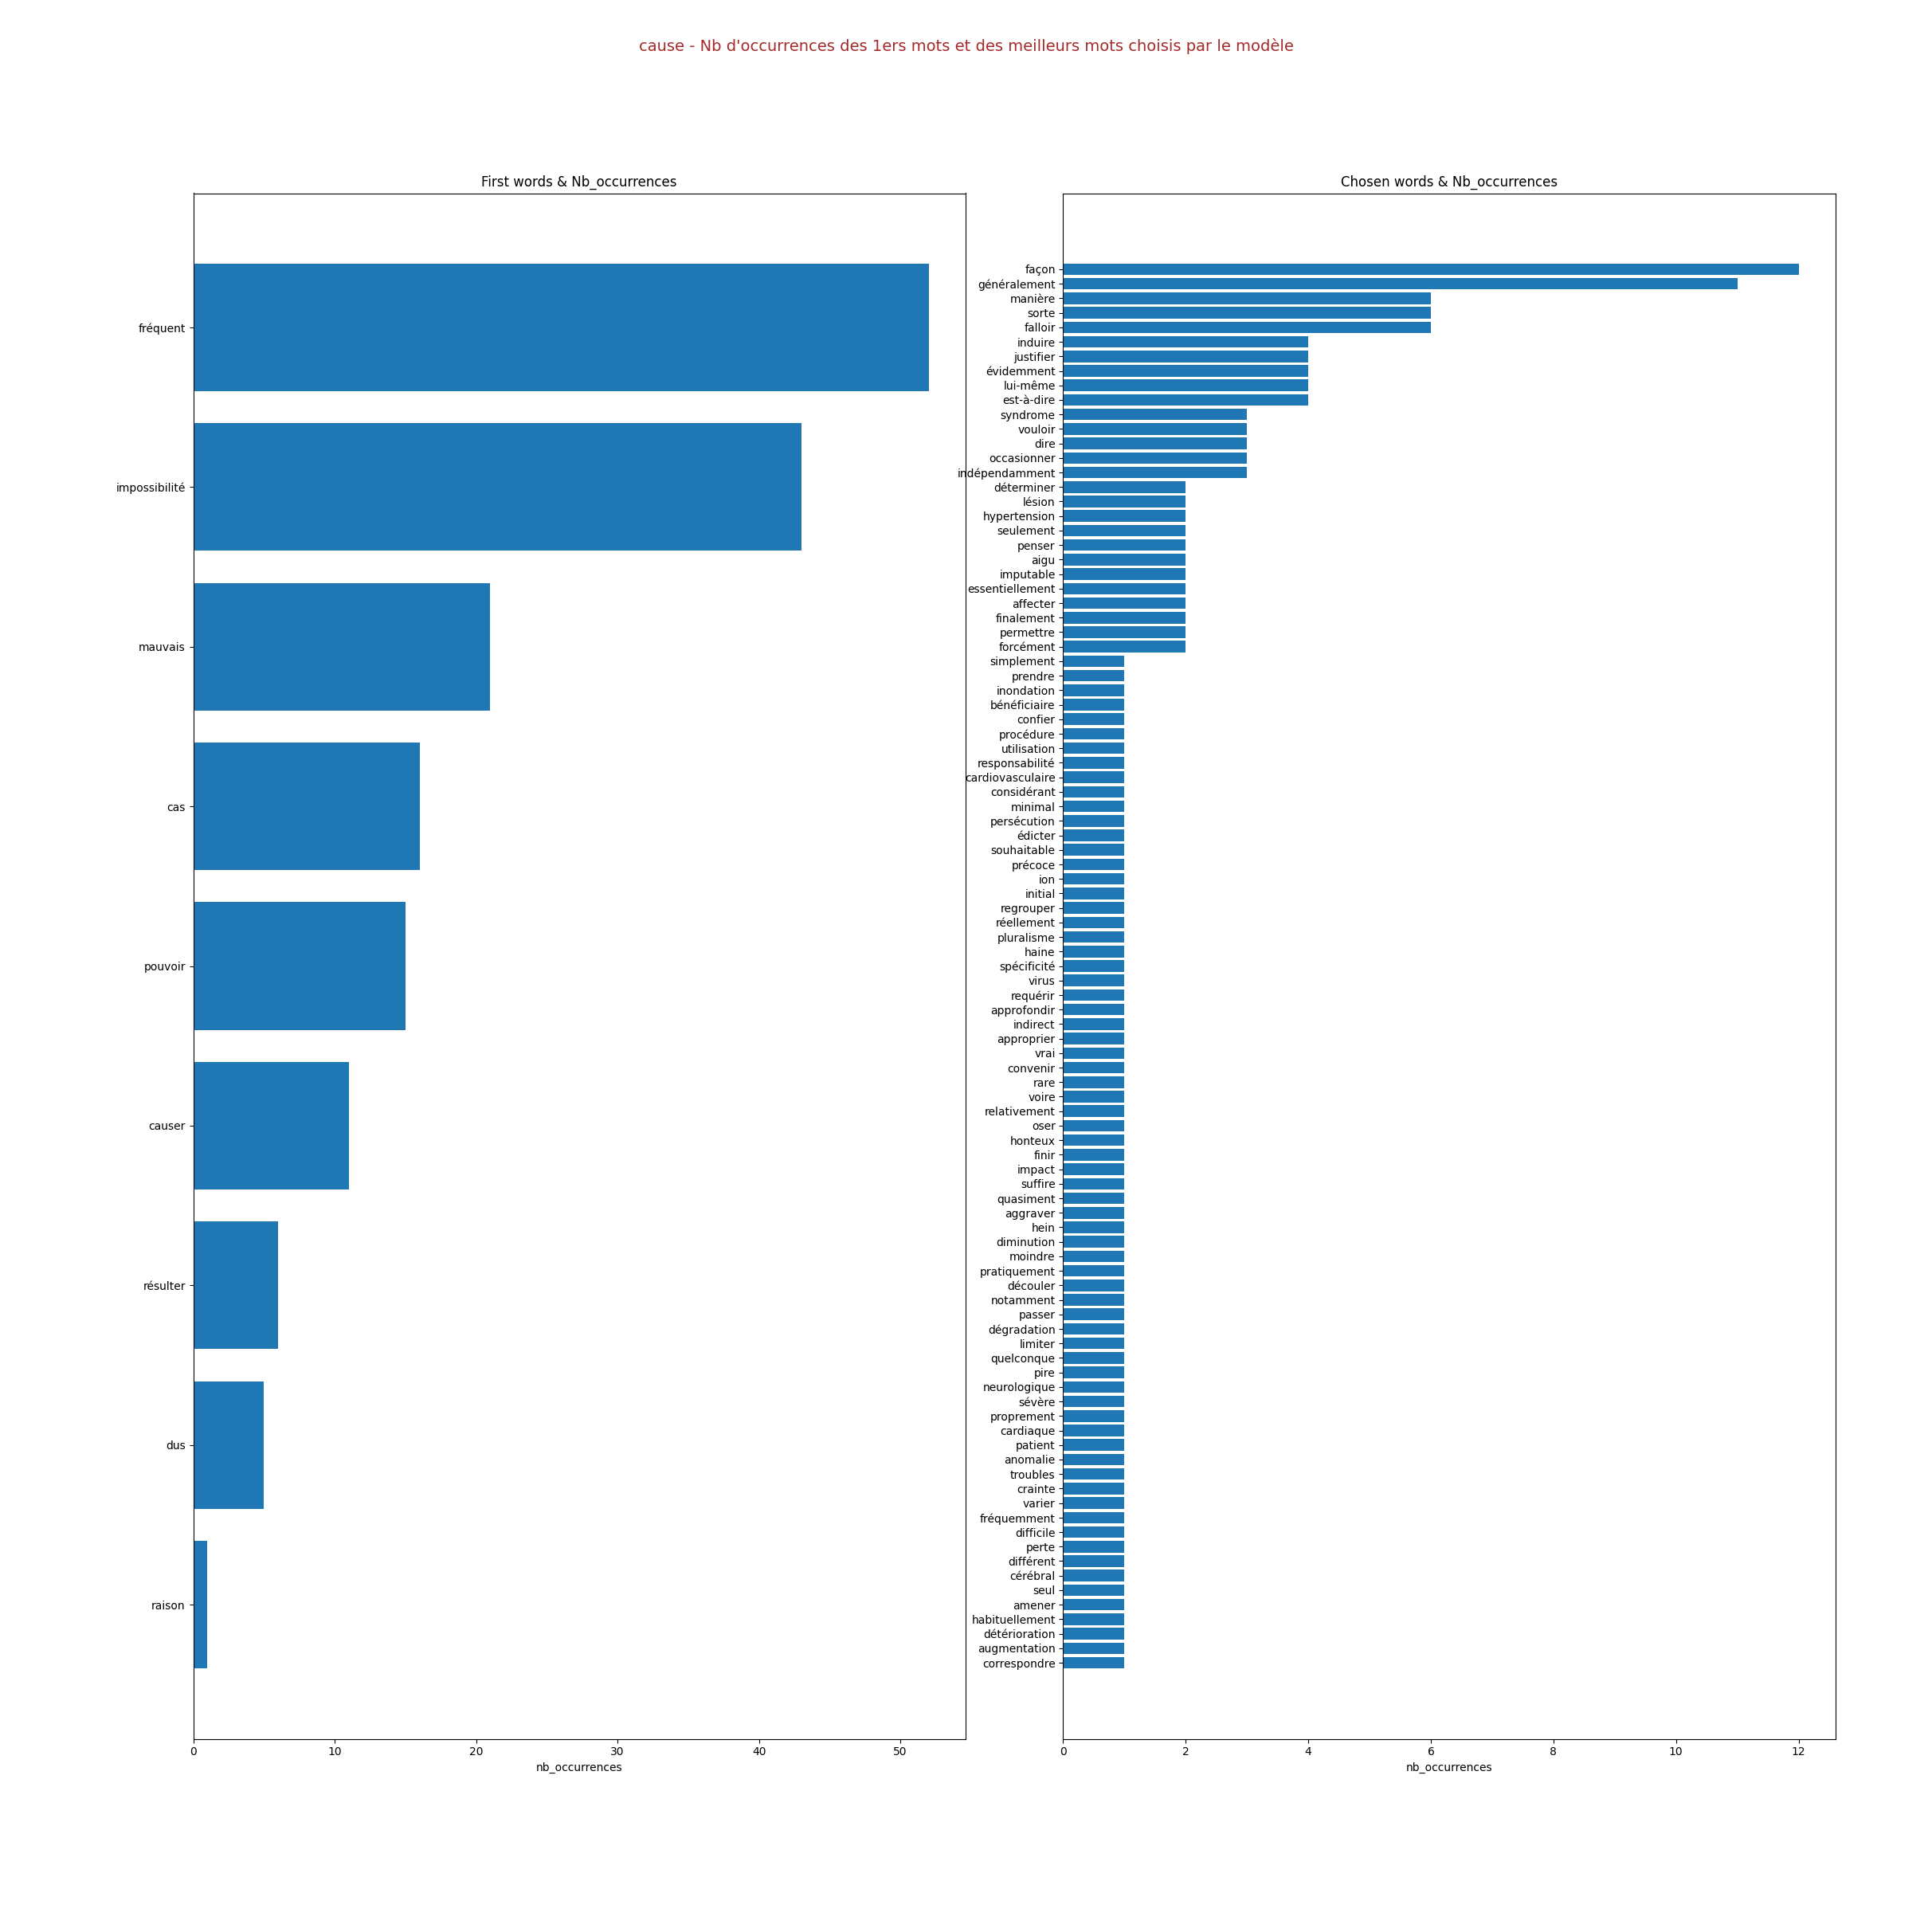 cause - Nb d'occurrences des 1ers mots et des meilleurs mots choisis par le modèle
First words & Nb_occurrences
fréquent
impossibilité
mauvais
cas
pouvoir
causer
résulter
dus
raison
0 10 20 30 40 50
nb_occurrences
Chosen words & Nb_occurrences
façon
généralement
manière
sorte
falloir
induire
justifier
évidemment
lui-même
est-à-dire
syndrome
vouloir
dire
occasionner
indépendamment
déterminer
lésion
hypertension
seulement
penser
aigu
imputable
essentiellement
affecter
finalement
permettre
forcément
simplement
prendre
inondation
bénéficiaire
confier
procédure
utilisation
responsabilité
cardiovasculaire
considérant
minimal
persécution
édicter
souhaitable
précoce
ion
initial
regrouper
réellement
pluralisme
haine
spécificité
virus
requérir
approfondir
indirect
approprier
vrai
convenir
rare
voire
relativement
oser
honteux
finir
impact
suffire
quasiment
aggraver
hein
diminution
moindre
pratiquement
découler
notamment
passer
dégradation
limiter
quelconque
pire
neurologique
sévère
proprement
cardiaque
patient
anomalie
troubles
crainte
varier
fréquemment
difficile
perte
différent
cérébral
seul
amener
habituellement
détérioration
augmentation
correspondre
0 2 4 6 8 10 12
nb_occurrences